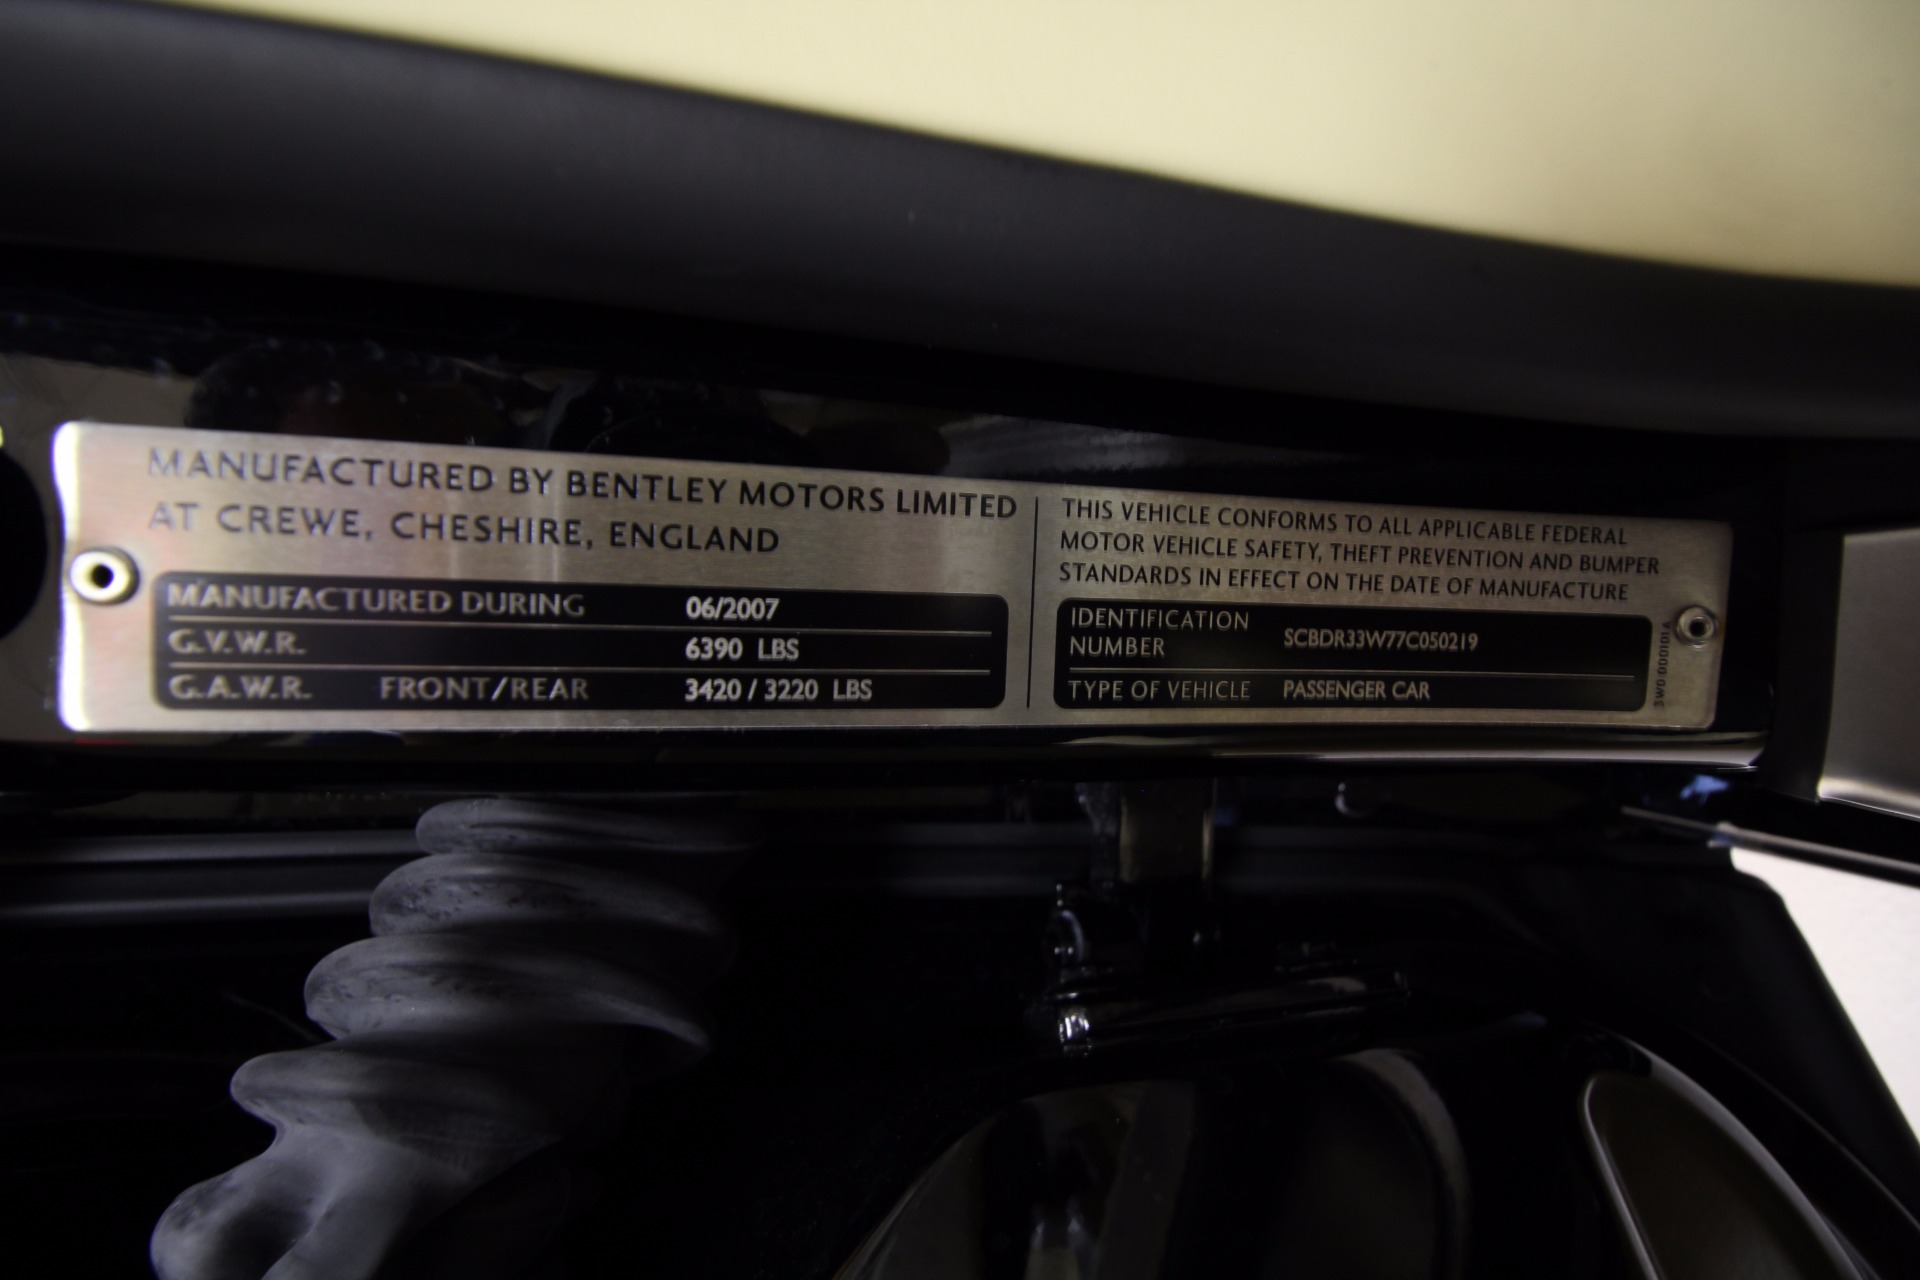 MANUFACTURED BY BENTLEY MOTORS LIMITED
AT CREWE, CHESHIRE, ENGLAND
MANUFACTURED DURING 06/2007
G.V.W.R. 6390 LBS
G.A.W.R. FRONT/REAR 3420 / 3220 LBS
THIS VEHICLE CONFORMS TO ALL APPLICABLE FEDERAL
MOTOR VEHICLE SAFETY, THEFT PREVENTION AND BUMPER
STANDARDS IN EFFECT ON THE DATE OF MANUFACTURE
IDENTIFICATION
NUMBER SCBDR33W77C050219
TYPE OF VEHICLE PASSENGER CAR
3W0 000101A